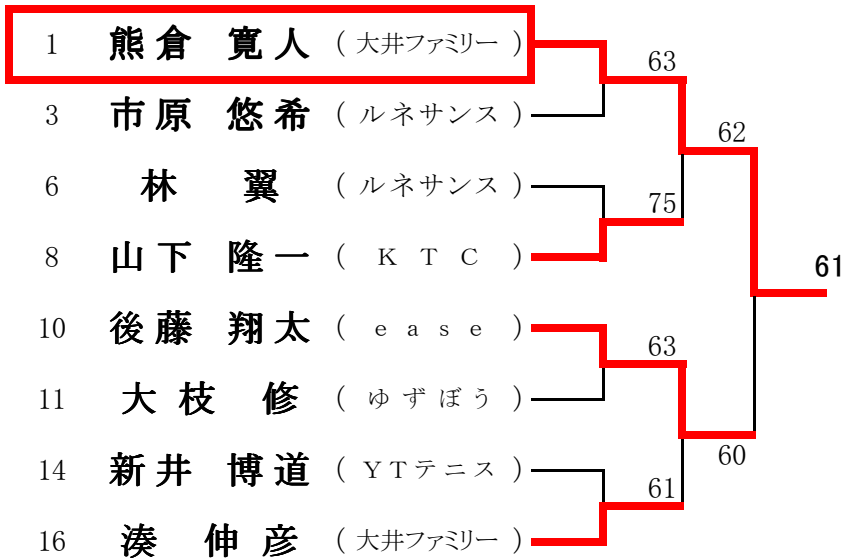 1 熊倉 寛人 (大井ファミリー)
63
3 市原 悠希 (ルネサンス)
62
6 林 翼 (ルネサンス)
75
8 山下 隆一 (KTC)
61
10 後藤 翔太 (ease)
63
11 大枝 修 (ゆずぼう)
60
14 新井 博道 (YTテニス)
61
16 湊 伸彦 (大井ファミリー)